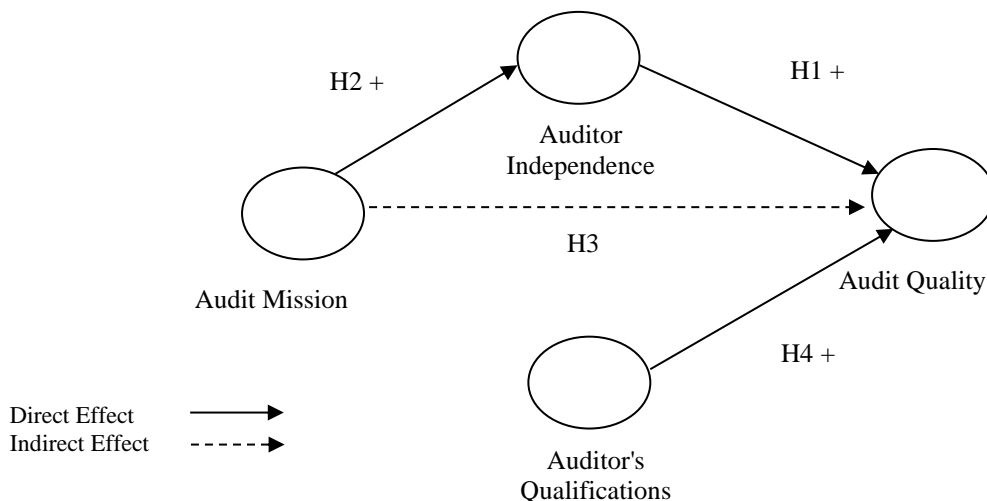 H2 +
H1 +
Auditor
Independence
H3
Audit Mission
Audit Quality
H4 +
Direct Effect
Indirect Effect
Auditor's
Qualifications